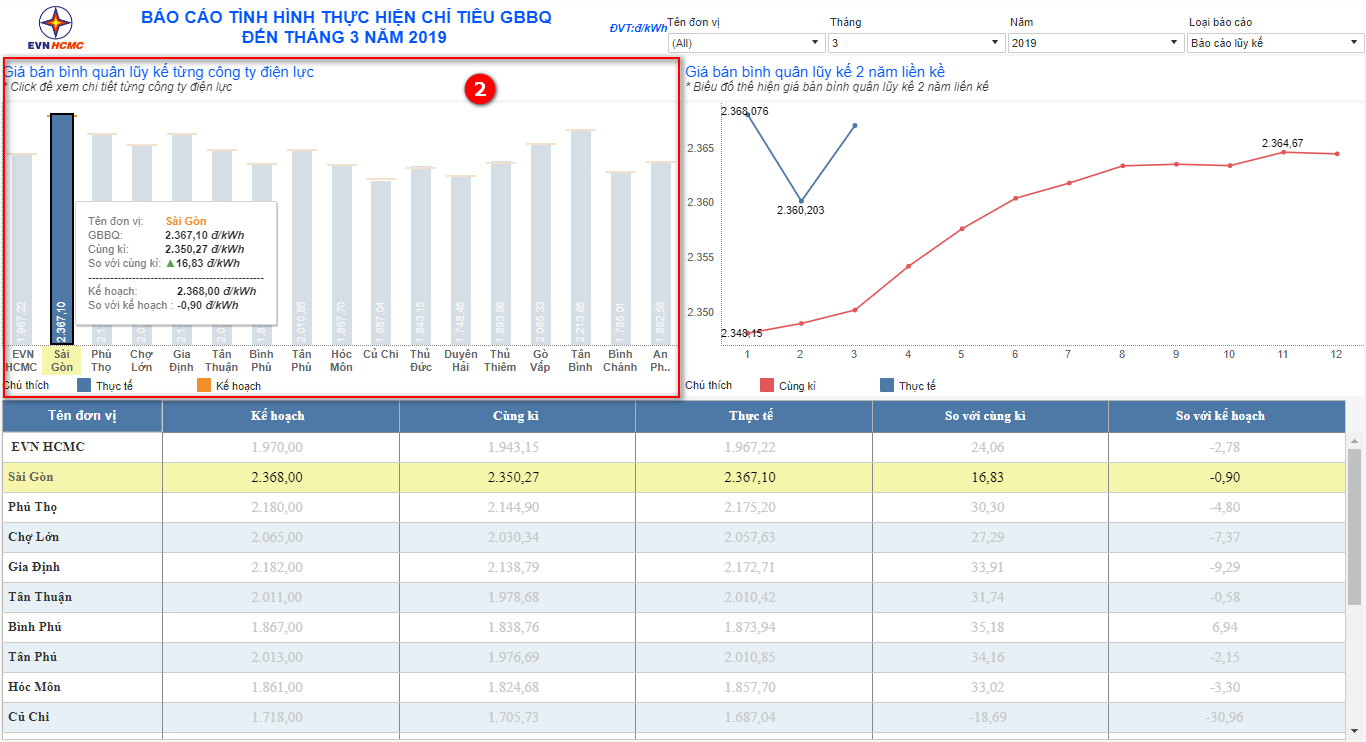 EVNHCMC
BÁO CÁO TÌNH HÌNH THỰC HIỆN CHỈ TIÊU GBBQ
ĐẾN THÁNG 3 NĂM 2019
ĐVT:đ/kWh
Tên đơn vị Tháng Năm Loại báo cáo
(All) 3 2019 Báo cáo lũy kế
Giá bán bình quân lũy kế từng công ty điện lực
* Click để xem chi tiết từng công ty điện lực
2
Tên đơn vị: Sài Gòn
GBBQ: 2.367,10 đ/kWh
Cùng kì: 2.350,27 đ/kWh
So với cùng kì: ▲16,83 đ/kWh
Kế hoạch: 2.368,00 đ/kWh
So với kế hoạch : -0,90 đ/kWh
1.967,22 2.367,10 2.010,85 1.857,70 1.687,04 1.843,15 1.748,45 2.065,33 2.213,65 1.785,01
EVN HCMC
Sài Gòn
Phú Thọ
Chợ Lớn
Gia Định
Tân Thuận
Bình Phú
Tân Phú
Hóc Môn
Củ Chi
Thủ Đức
Duyên Hải
Thủ Thiêm
Gò Vấp
Tân Bình
Bình Chánh
An Ph..
Chú thích Thực tế Kế hoạch
Giá bán bình quân lũy kế 2 năm liền kề
* Biểu đồ thể hiện giá bán bình quân lũy kế 2 năm liền kề
2.368,076
2.365
2.364,67
2.360
2.360,203
2.355
2.350
2.348,15
1 2 3 4 5 6 7 8 9 10 11 12
Chú thích Cùng kì Thực tế
Tên đơn vị Kế hoạch Cùng kì Thực tế So với cùng kì So với kế hoạch
EVN HCMC 1.970,00 1.943,15 1.967,22 24,06 -2,78
Sài Gòn 2.368,00 2.350,27 2.367,10 16,83 -0,90
Phú Thọ 2.180,00 2.144,90 2.175,20 30,30 -4,80
Chợ Lớn 2.065,00 2.030,34 2.057,63 27,29 -7,37
Gia Định 2.182,00 2.138,79 2.172,71 33,91 -9,29
Tân Thuận 2.011,00 1.978,68 2.010,42 31,74 -0,58
Bình Phú 1.867,00 1.838,76 1.873,94 35,18 6,94
Tân Phú 2.013,00 1.976,69 2.010,85 34,16 -2,15
Hóc Môn 1.861,00 1.824,68 1.857,70 33,02 -3,30
Củ Chi 1.718,00 1.705,73 1.687,04 -18,69 -30,96